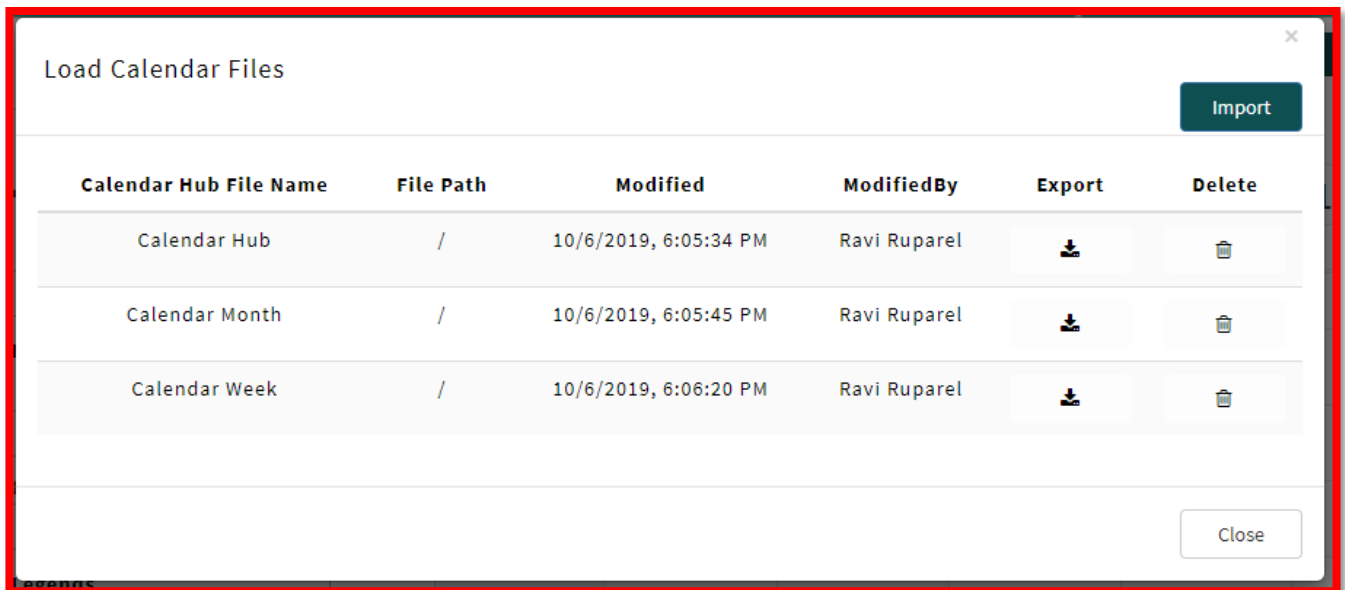 ×
Load Calendar Files
Import
Calendar Hub File Name File Path Modified ModifiedBy Export Delete
Calendar Hub / 10/6/2019, 6:05:34 PM Ravi Ruparel
Calendar Month / 10/6/2019, 6:05:45 PM Ravi Ruparel
Calendar Week / 10/6/2019, 6:06:20 PM Ravi Ruparel
Close
Legends